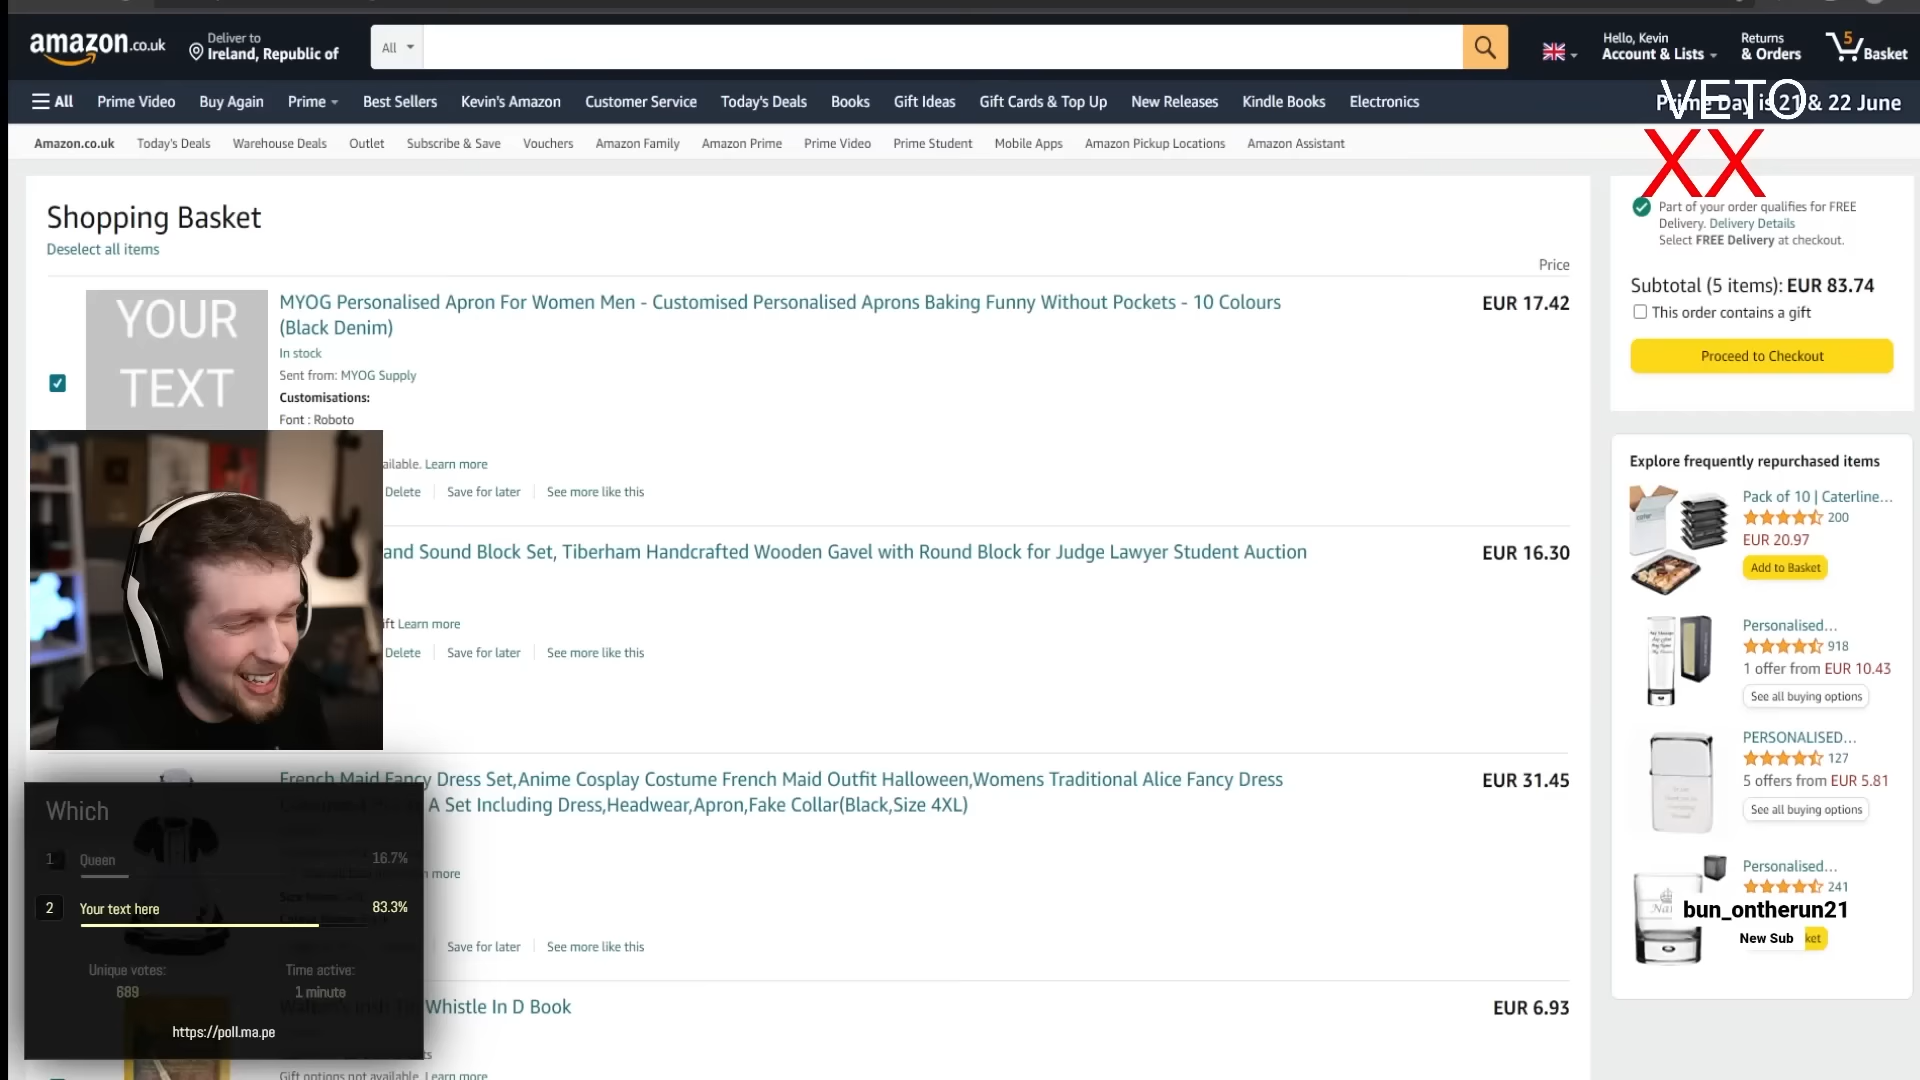 amazon.co.uk
Deliver to
Ireland, Republic of
All
Hello, Kevin
Account & Lists
Returns
& Orders
5
Basket
All
Prime Video
Buy Again
Prime
Best Sellers
Kevin's Amazon
Customer Service
Today's Deals
Books
Gift Ideas
Gift Cards & Top Up
New Releases
Kindle Books
Electronics
Prime Day is 21 & 22 June
VETO
XX
Amazon.co.uk
Today's Deals
Warehouse Deals
Outlet
Subscribe & Save
Vouchers
Amazon Family
Amazon Prime
Prime Video
Prime Student
Mobile Apps
Amazon Pickup Locations
Amazon Assistant
Shopping Basket
Deselect all items
Price
YOUR
TEXT
MYOG Personalised Apron For Women Men - Customised Personalised Aprons Baking Funny Without Pockets - 10 Colours
(Black Denim)
EUR 17.42
In stock
Sent from: MYOG Supply
Customisations:
Font : Roboto
ailable. Learn more
Delete
Save for later
See more like this
and Sound Block Set, Tiberham Handcrafted Wooden Gavel with Round Block for Judge Lawyer Student Auction
EUR 16.30
ift Learn more
Delete
Save for later
See more like this
French Maid Fancy Dress Set,Anime Cosplay Costume French Maid Outfit Halloween,Womens Traditional Alice Fancy Dress
A Set Including Dress,Headwear,Apron,Fake Collar(Black,Size 4XL)
EUR 31.45
more
Save for later
See more like this
Whistle In D Book
EUR 6.93
Gift options not available. Learn more
Which
1 Queen 16.7%
2 Your text here 83.3%
Unique votes:
689
Time active:
1 minute
https://poll.ma.pe
Part of your order qualifies for FREE
Delivery. Delivery Details
Select FREE Delivery at checkout.
Subtotal (5 items): EUR 83.74
This order contains a gift
Proceed to Checkout
Explore frequently repurchased items
Pack of 10 | Caterline...
200
EUR 20.97
Add to Basket
Personalised...
918
1 offer from EUR 10.43
See all buying options
PERSONALISED...
127
5 offers from EUR 5.81
See all buying options
Personalised...
241
bun_ontherun21
New Sub
ket